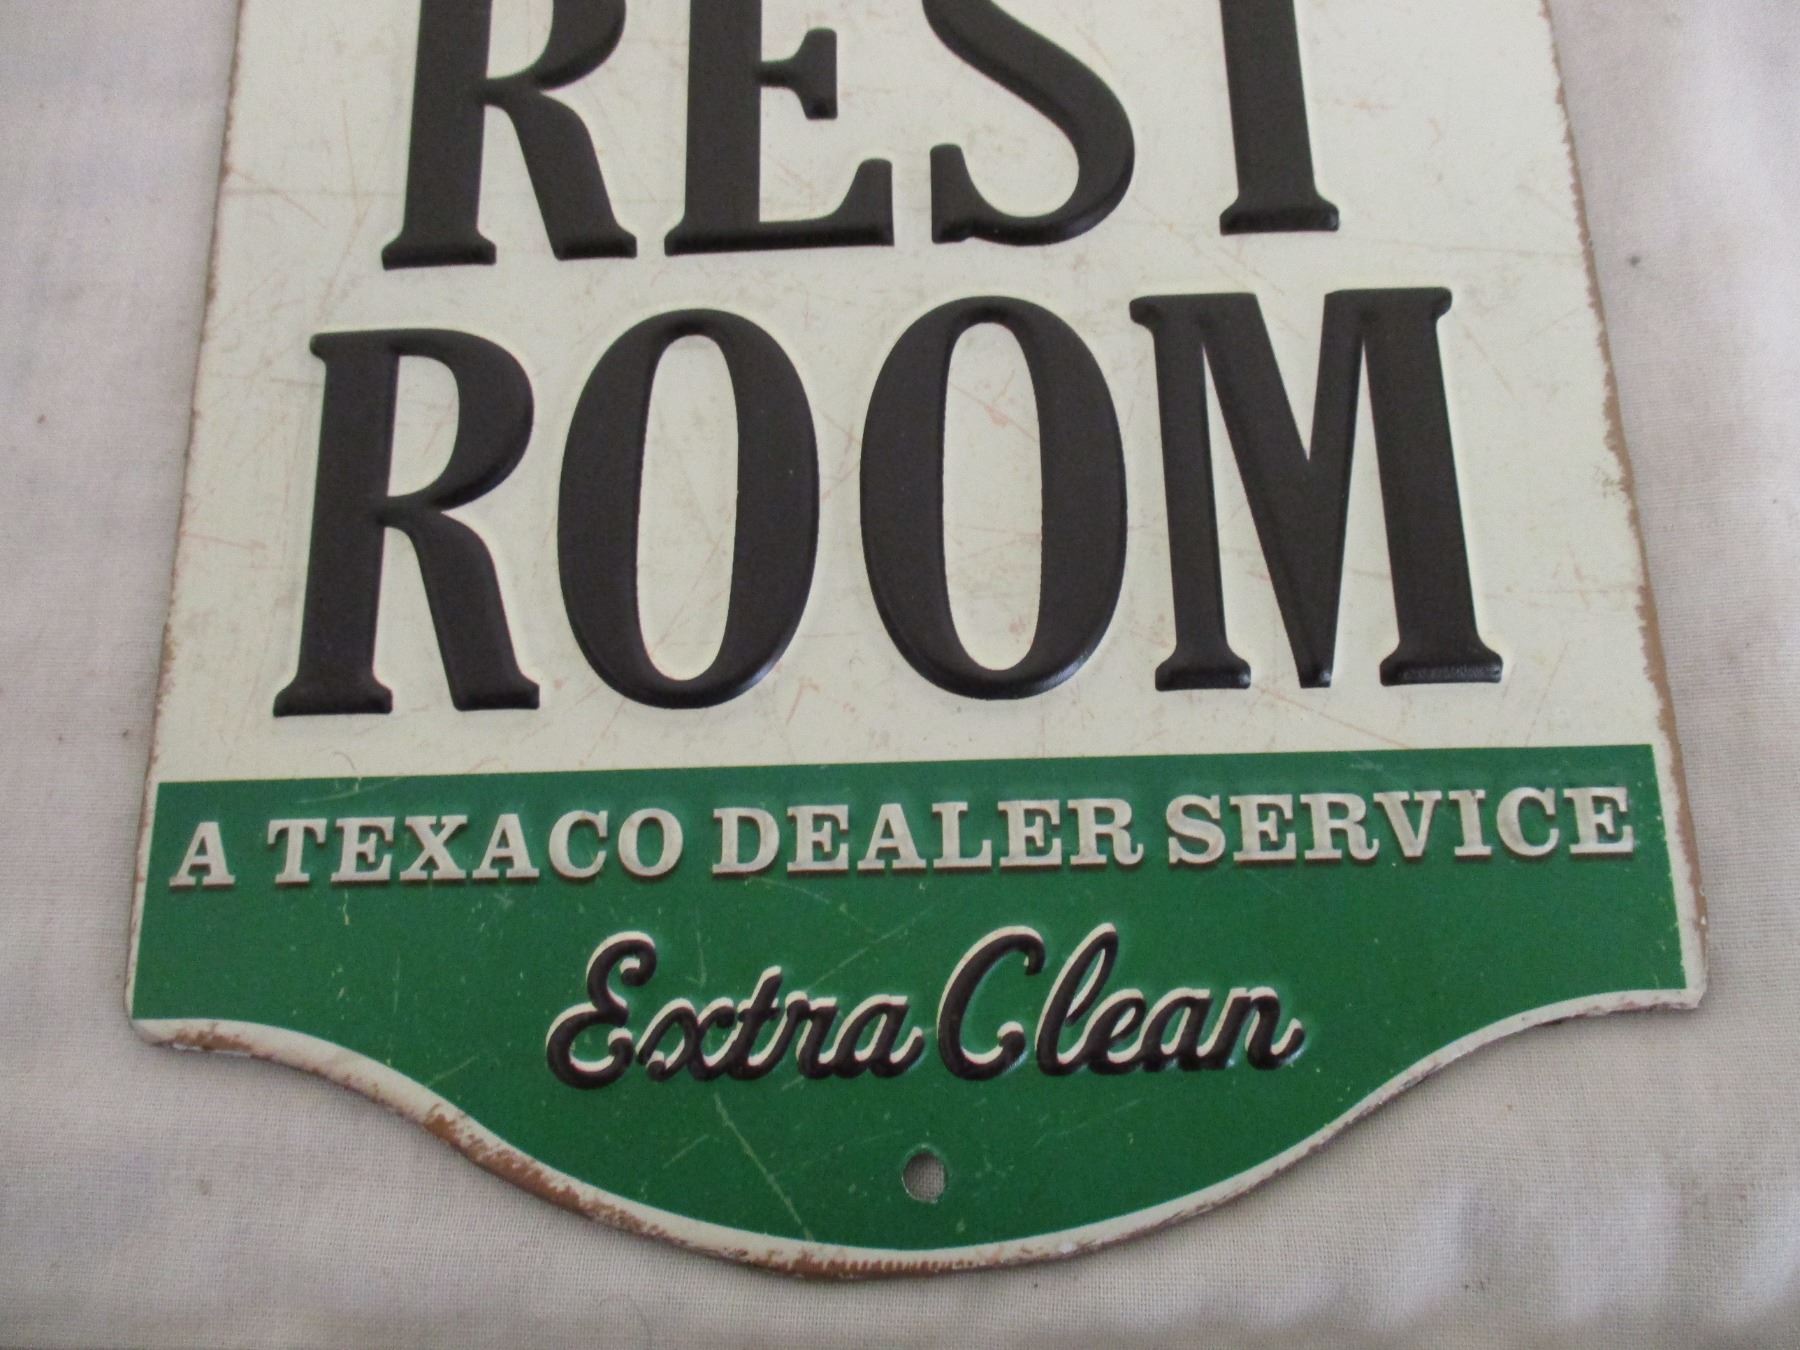 REST
ROOM
A TEXACO DEALER SERVICE
Extra Clean